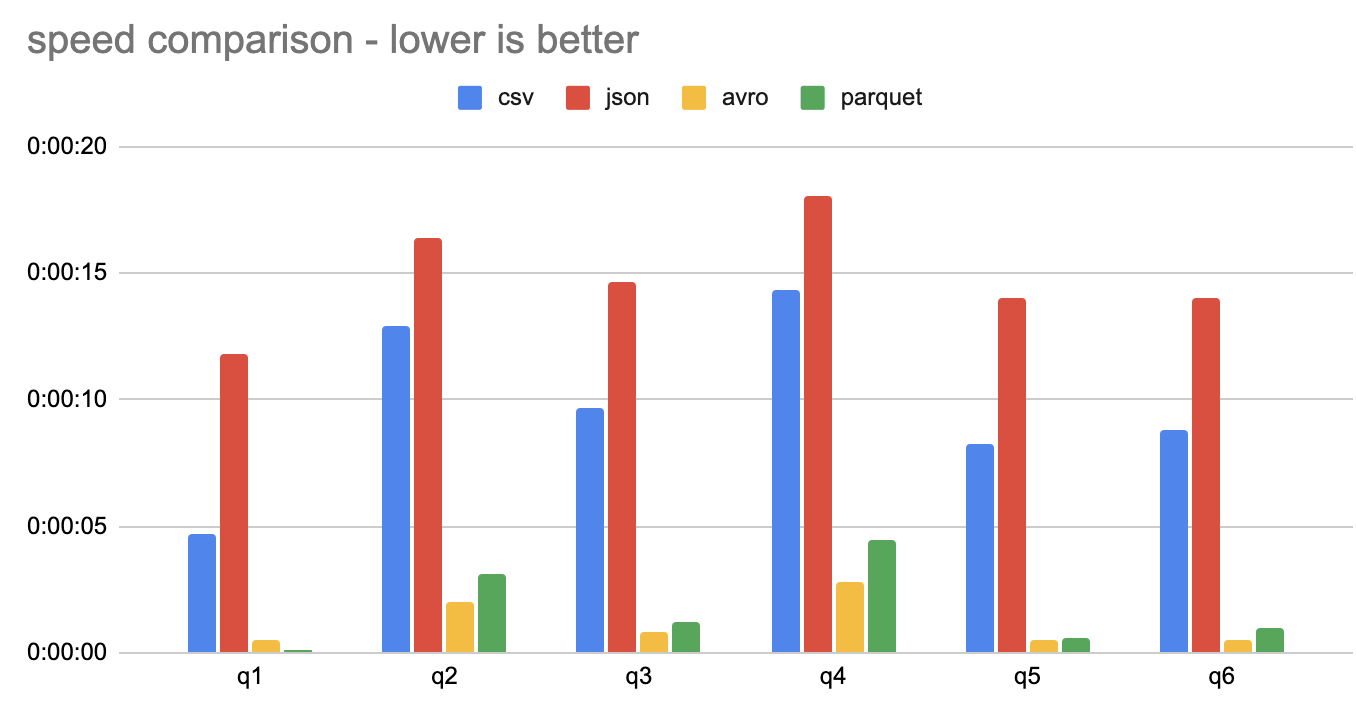 speed comparison - lower is better
csv json avro parquet
0:00:20
0:00:15
0:00:10
0:00:05
0:00:00
q1 q2 q3 q4 q5 q6